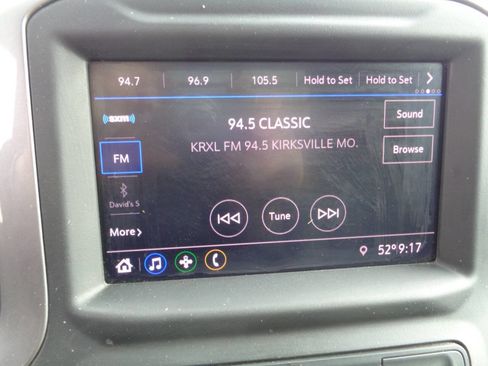 94.7 96.9 105.5 Hold to Set Hold to Set >
sxm
94.5 CLASSIC
Sound
KRXL FM 94.5 KIRKSVILLE MO.
FM
Browse
David's S
Tune
More >
52° 9:17